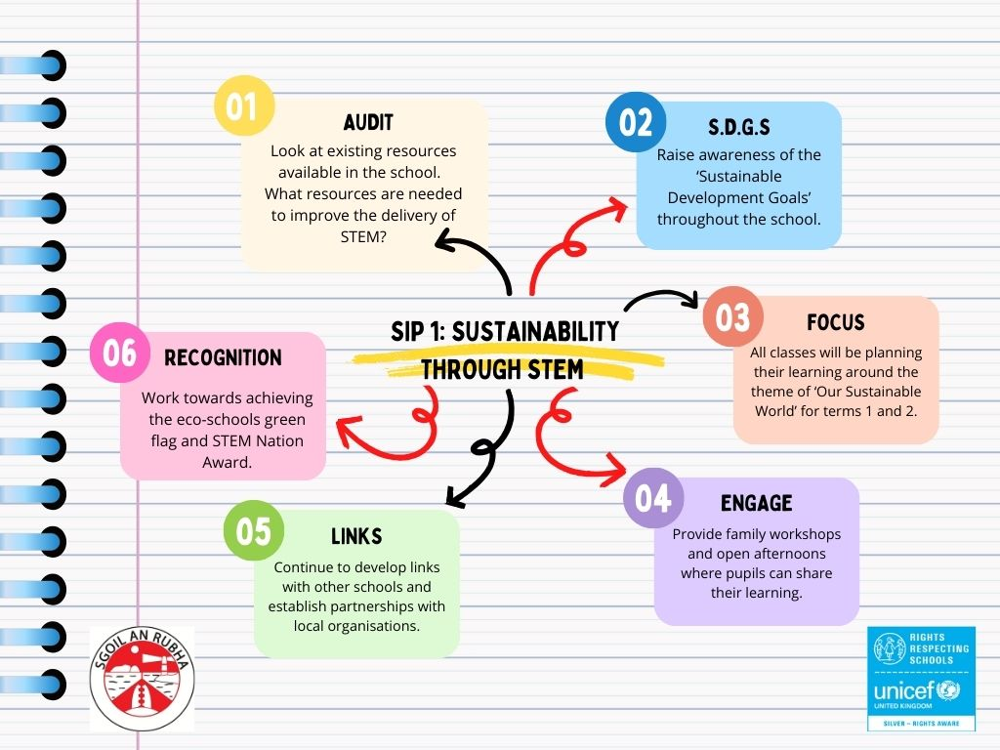 01
AUDIT
Look at existing resources
available in the school.
What resources are needed
to improve the delivery of
STEM?
02
S.D.G.S
Raise awareness of the
‘Sustainable
Development Goals’
throughout the school.
SIP 1: SUSTAINABILITY
THROUGH STEM
03
FOCUS
All classes will be planning
their learning around the
theme of ‘Our Sustainable
World’ for terms 1 and 2.
04
ENGAGE
Provide family workshops
and open afternoons
where pupils can share
their learning.
05
LINKS
Continue to develop links
with other schools and
establish partnerships with
local organisations.
06
RECOGNITION
Work towards achieving
the eco-schools green
flag and STEM Nation
Award.
SGOIL AN RUBHA
RIGHTS
RESPECTING
SCHOOLS
unicef
UNITED KINGDOM
SILVER – RIGHTS AWARE